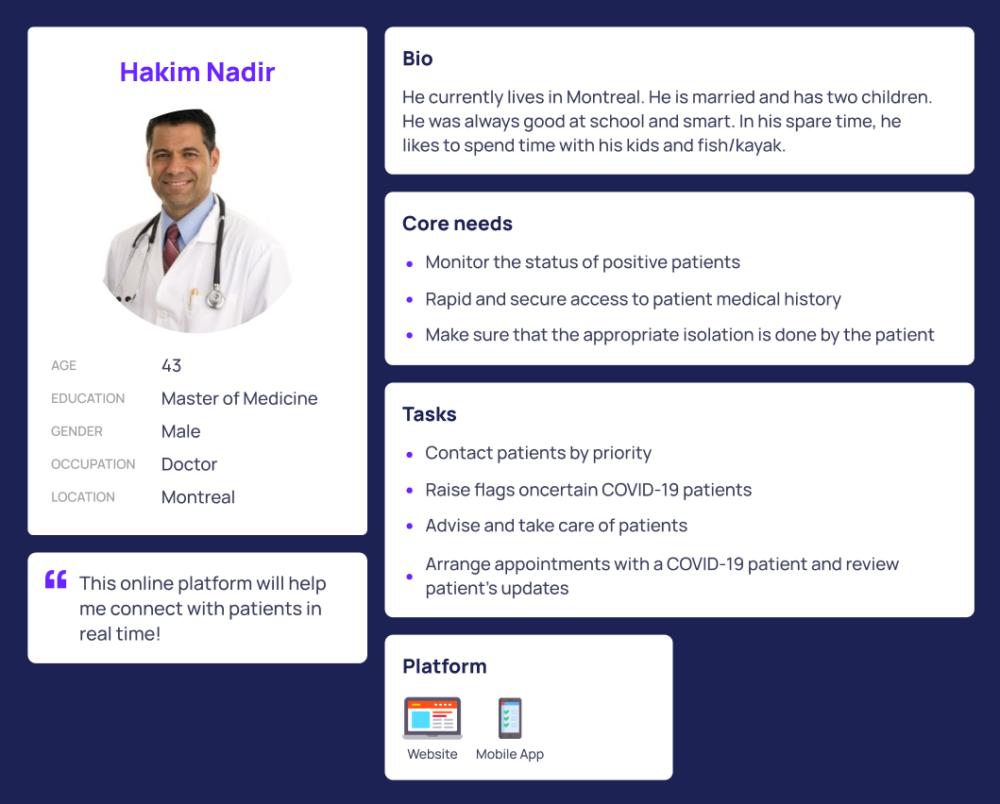 Hakim Nadir
AGE 43
EDUCATION Master of Medicine
GENDER Male
OCCUPATION Doctor
LOCATION Montreal
“ This online platform will help
me connect with patients in
real time!
Bio
He currently lives in Montreal. He is married and has two children.
He was always good at school and smart. In his spare time, he
likes to spend time with his kids and fish/kayak.
Core needs
• Monitor the status of positive patients
• Rapid and secure access to patient medical history
• Make sure that the appropriate isolation is done by the patient
Tasks
• Contact patients by priority
• Raise flags oncertain COVID-19 patients
• Advise and take care of patients
• Arrange appointments with a COVID-19 patient and review
patient's updates
Platform
Website Mobile App